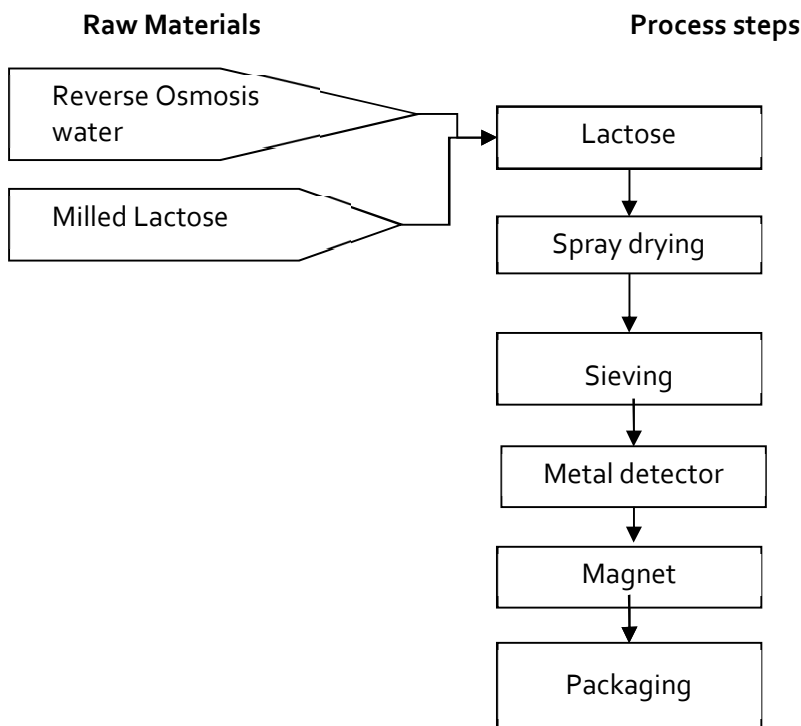 Raw Materials
Process steps
Reverse Osmosis
water
Milled Lactose
Lactose
Spray drying
Sieving
Metal detector
Magnet
Packaging